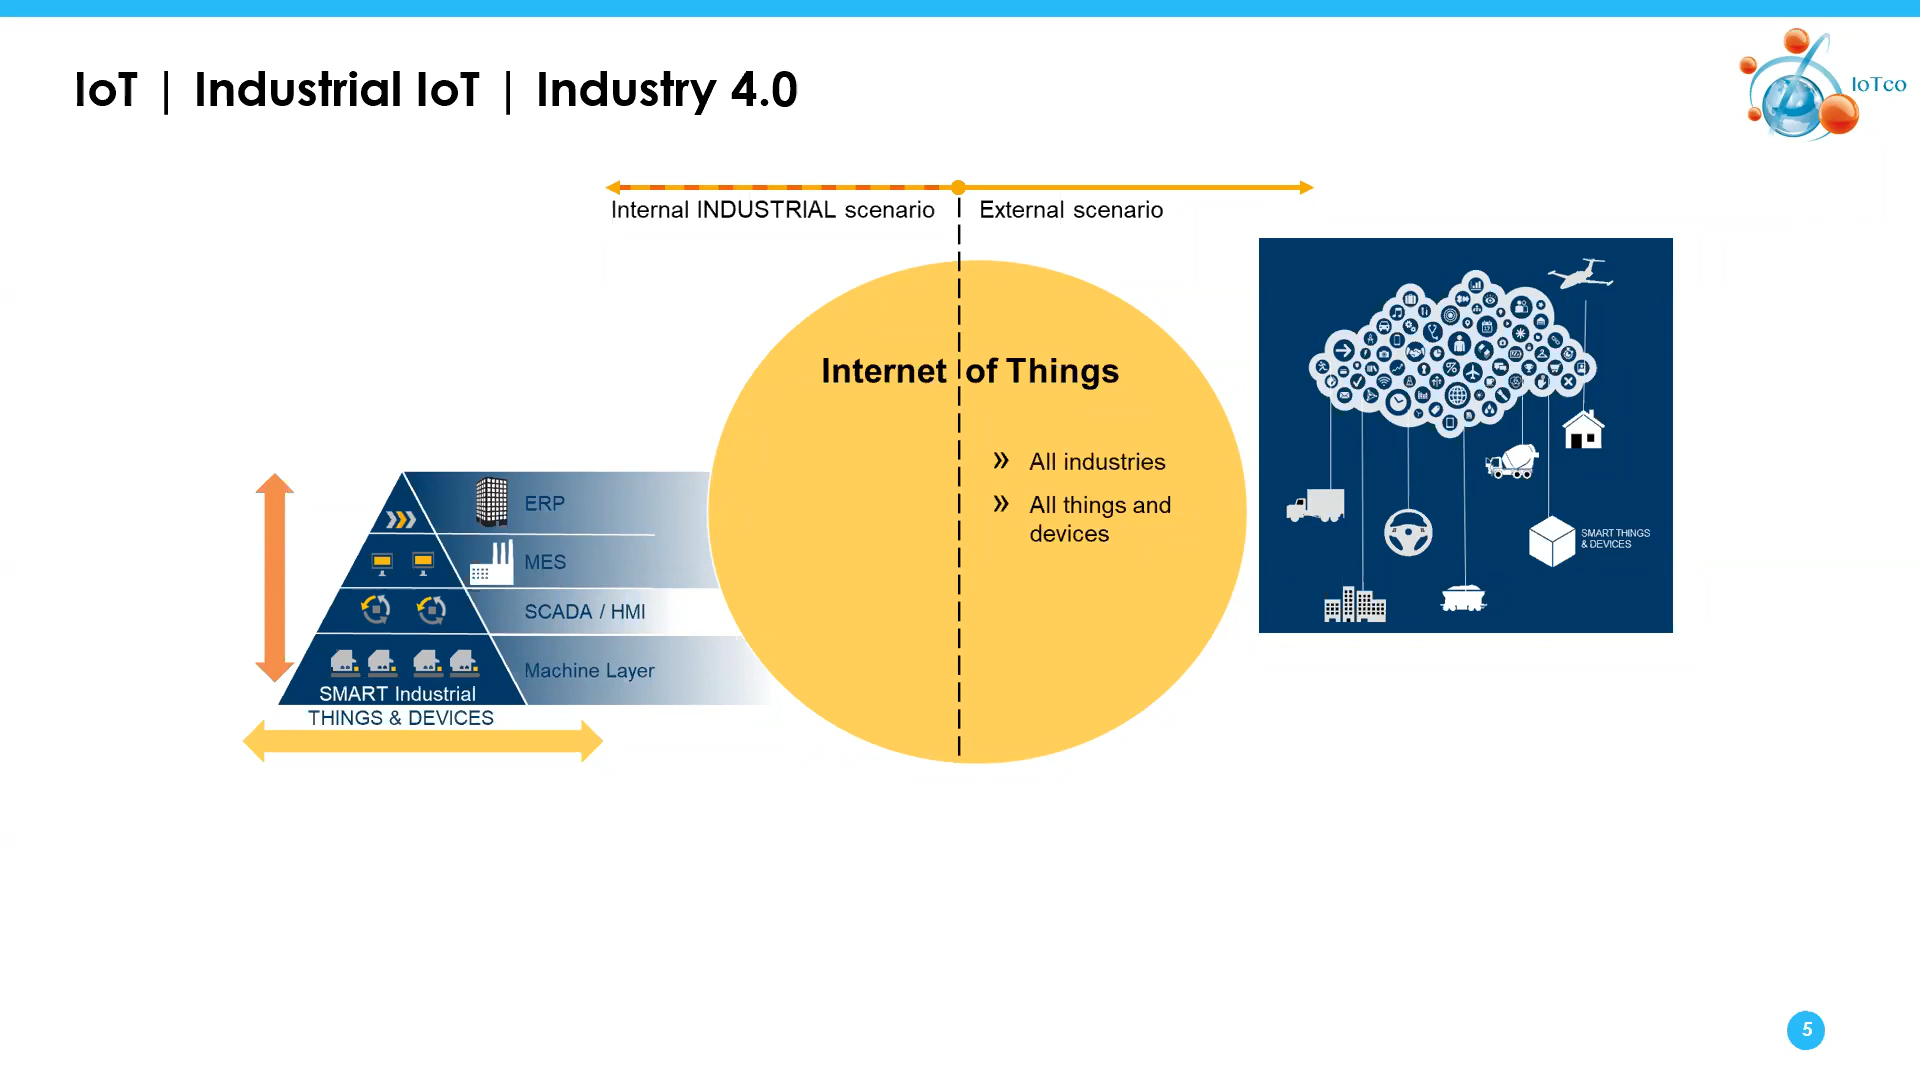 IoT | Industrial IoT | Industry 4.0
IoTco
Internal INDUSTRIAL scenario
External scenario
Internet of Things
» All industries
» All things and
devices
ERP
MES
SCADA / HMI
Machine Layer
SMART Industrial
THINGS & DEVICES
SMART THINGS
& DEVICES
5